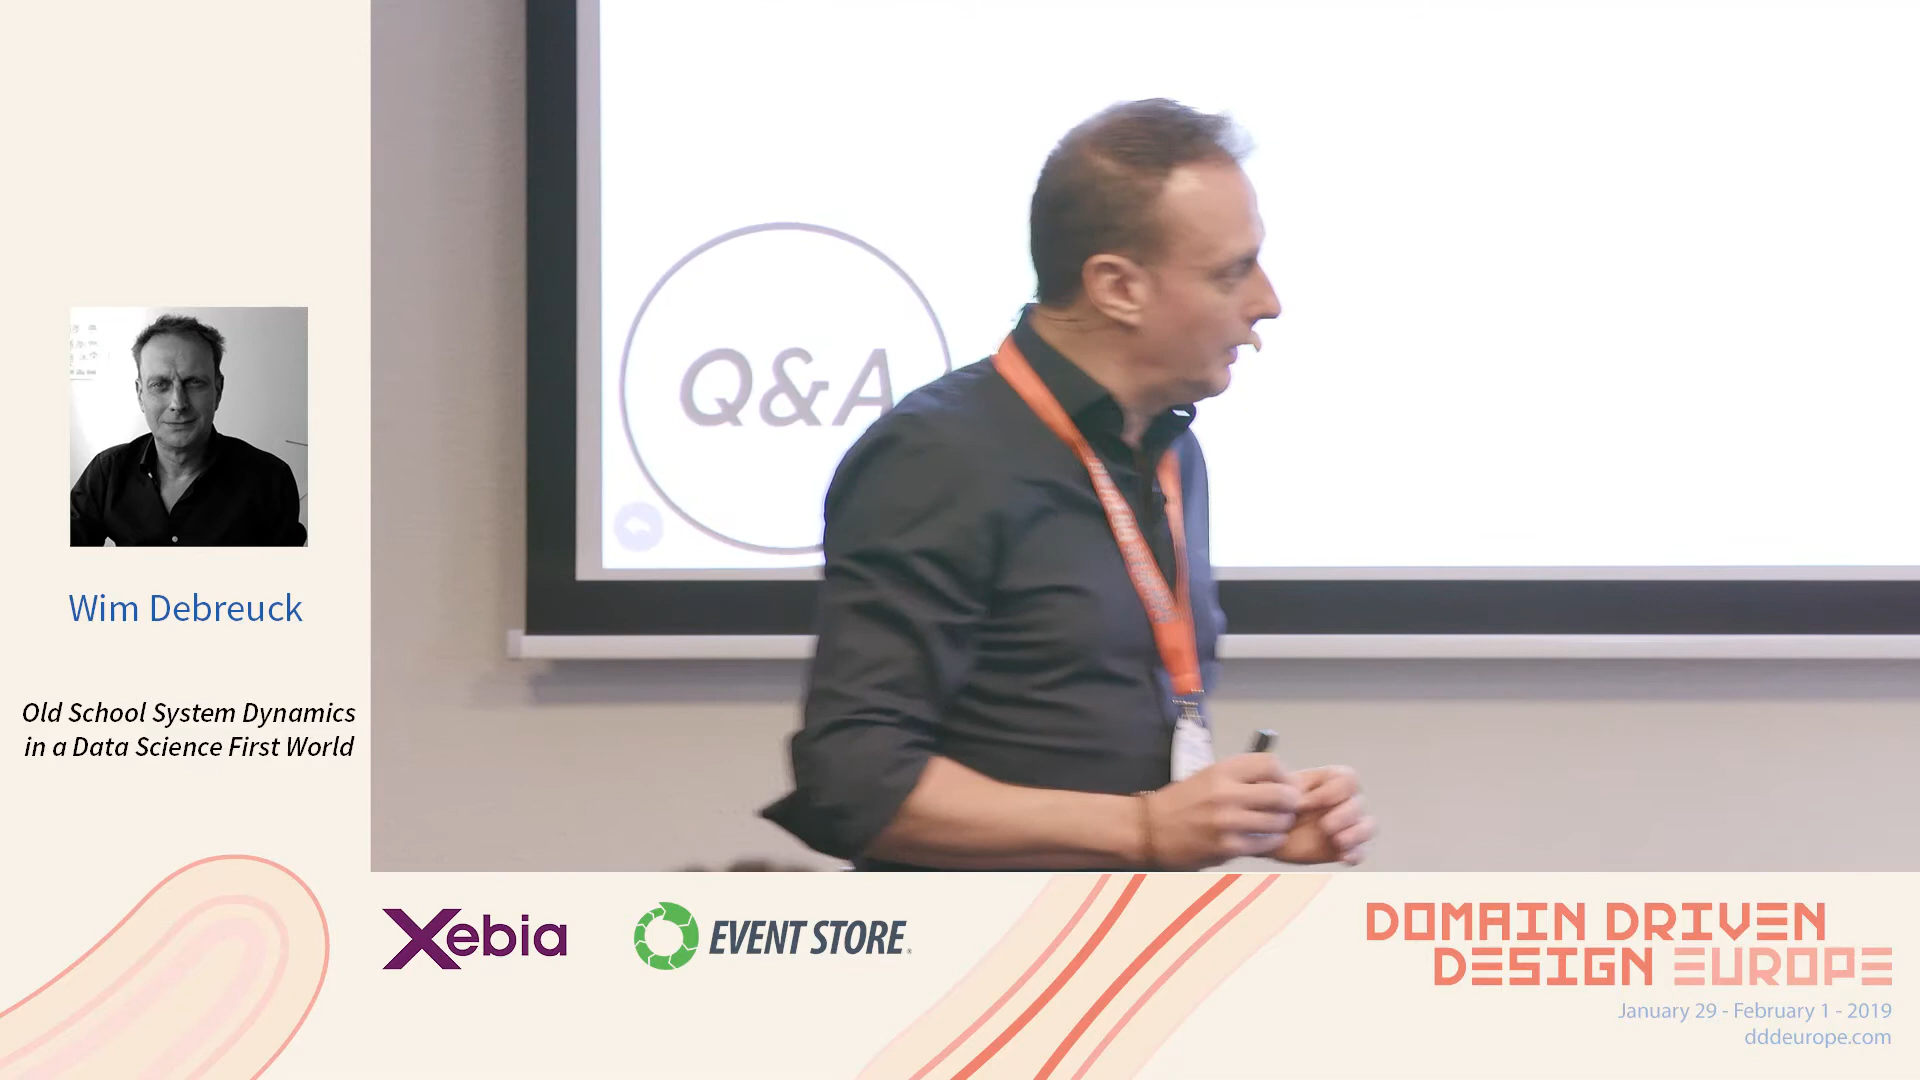 Q&A
Wim Debreuck
Old School System Dynamics
in a Data Science First World
Xebia
EVENT STORE
DOMAIN DRIVEN
DESIGN EUROPE
January 29 - February 1 - 2019
dddeurope.com